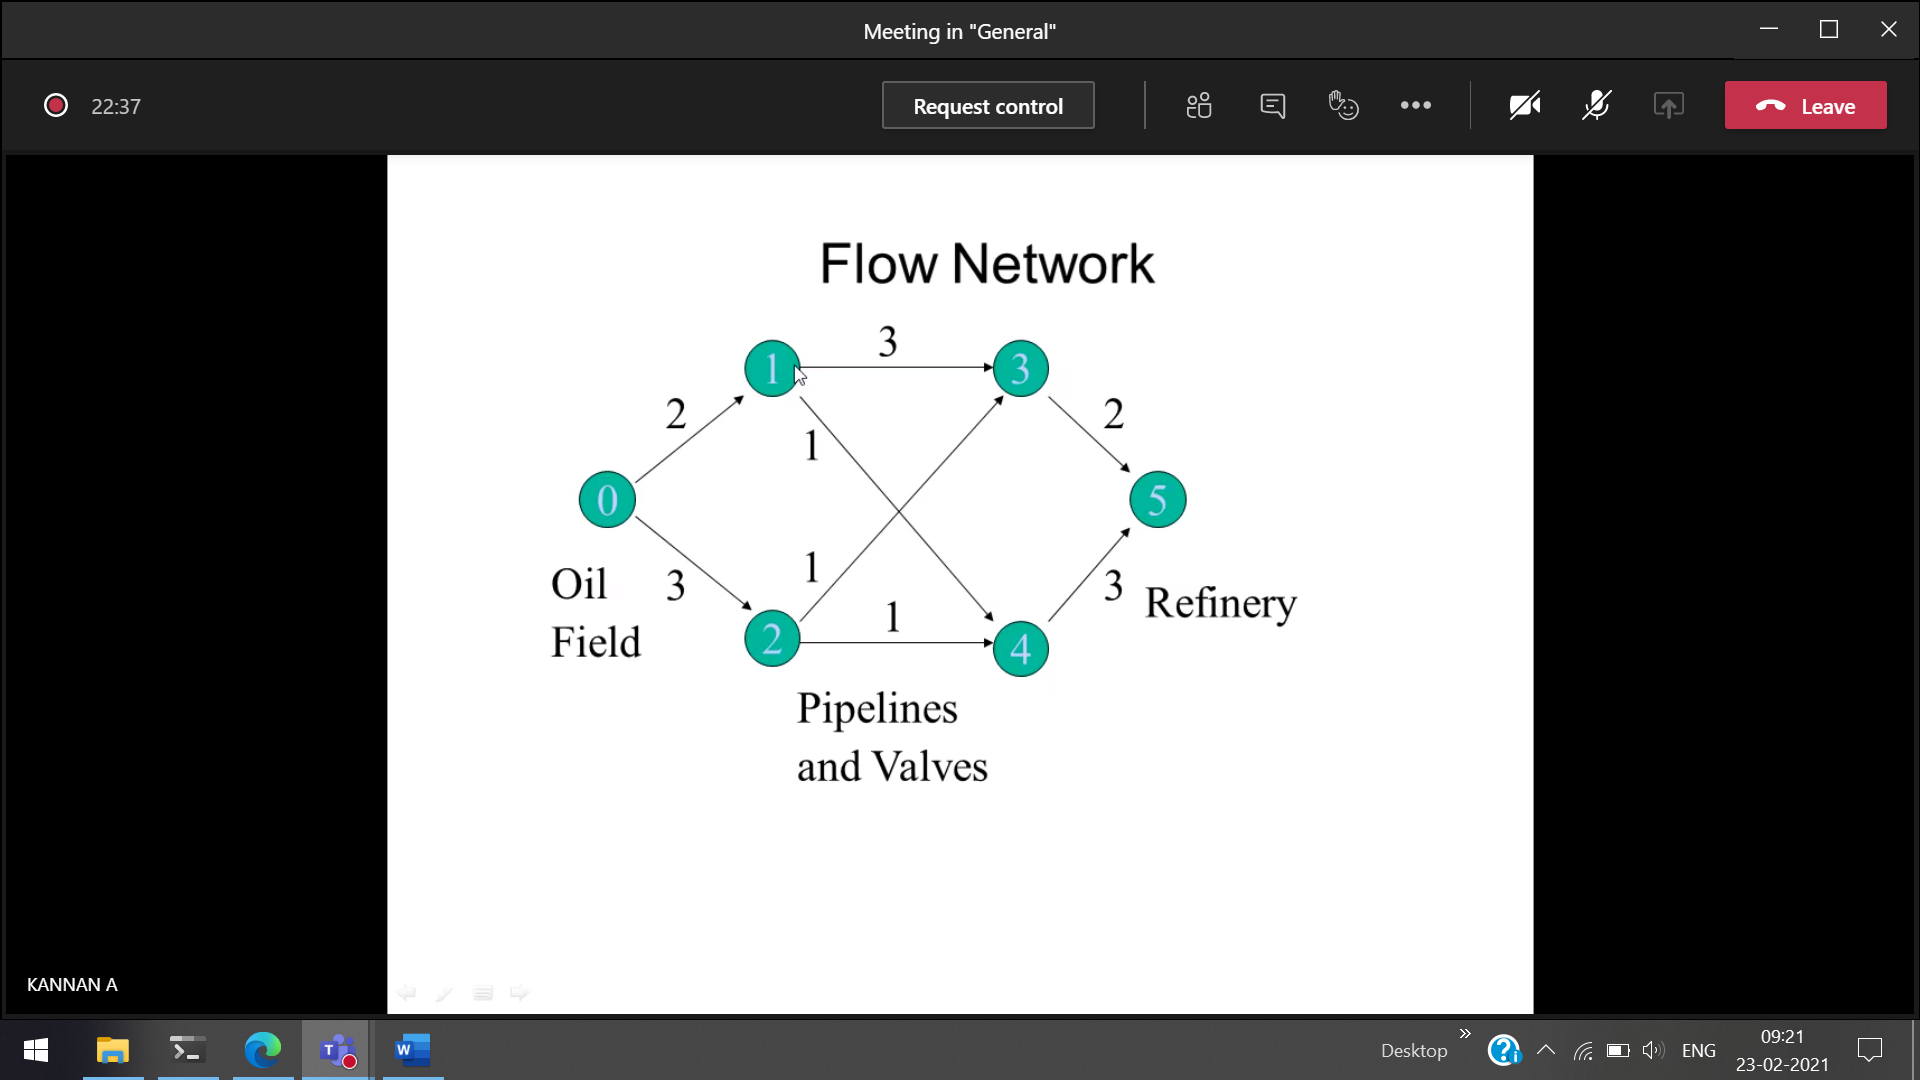 Meeting in "General"
22:37
Request control
Leave
Flow Network
3
1
3
2
2
1
0
5
1
3
3
Oil
Field
Refinery
1
2
4
Pipelines
and Valves
KANNAN A
T
W
Desktop
ENG
09:21
23-02-2021